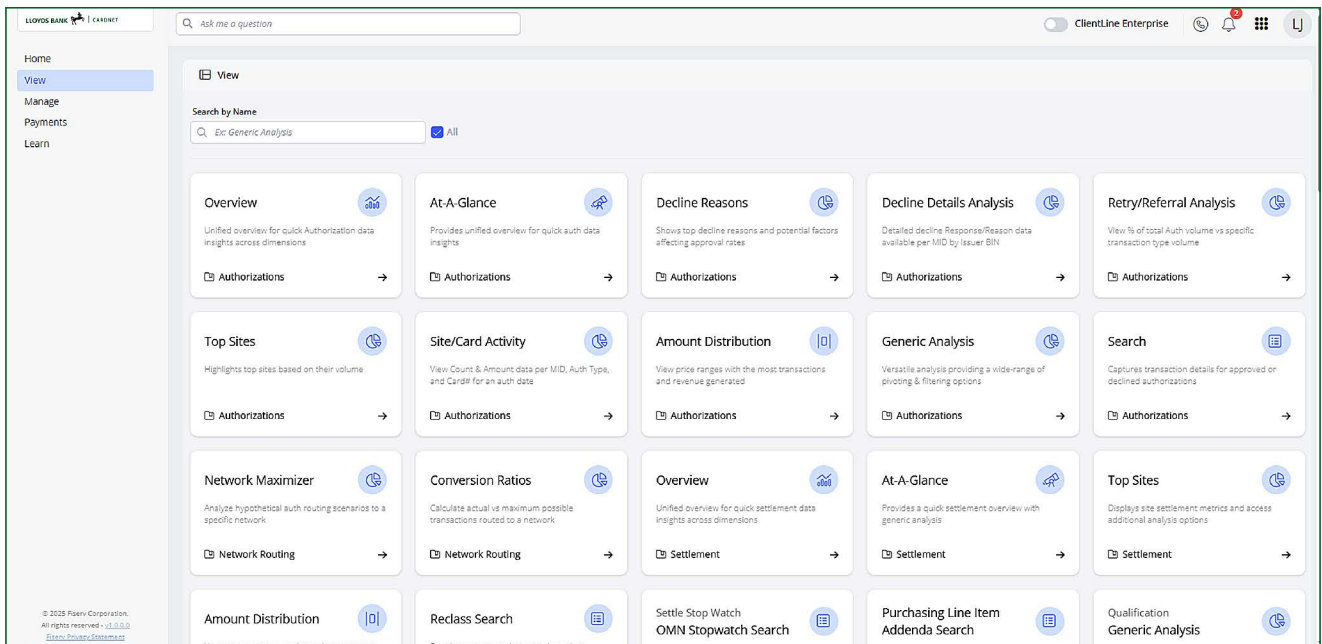 LLOYDS BANK | CARDNET
Ask me a question
ClientLine Enterprise
2
LJ
Home
View
Manage
Payments
Learn
View
Search by Name
Ex: Generic Analysis
All
Overview
Unified overview for quick Authorization data
insights across dimensions
Authorizations
At-A-Glance
Provides unified overview for quick auth data
insights
Authorizations
Decline Reasons
Shows top decline reasons and potential factors
affecting approval rates
Authorizations
Decline Details Analysis
Detailed decline Response/Reason data
available per MID by Issuer BIN
Authorizations
Retry/Referral Analysis
View % of total Auth volume vs specific
transaction type volume
Authorizations
Top Sites
Highlights top sites based on their volume
Authorizations
Site/Card Activity
View Count & Amount data per MID, Auth Type,
and Card# for an auth date
Authorizations
Amount Distribution
View price ranges with the most transactions
and revenue generated
Authorizations
Generic Analysis
Versatile analysis providing a wide-range of
pivoting & filtering options
Authorizations
Search
Captures transaction details for approved or
declined authorizations
Authorizations
Network Maximizer
Analyze hypothetical auth routing scenarios to a
specific network
Network Routing
Conversion Ratios
Calculate actual vs maximum possible
transactions routed to a network
Network Routing
Overview
Unified overview for quick settlement data
insights across dimensions
Settlement
At-A-Glance
Provides a quick settlement overview with
generic analysis
Settlement
Top Sites
Displays site settlement metrics and access
additional analysis options
Settlement
Amount Distribution
Reclass Search
Settle Stop Watch
OMN Stopwatch Search
Purchasing Line Item
Addenda Search
Qualification
Generic Analysis
© 2025 Fiserv Corporation.
All rights reserved - v1.0.0.0
Fiserv Privacy Statement